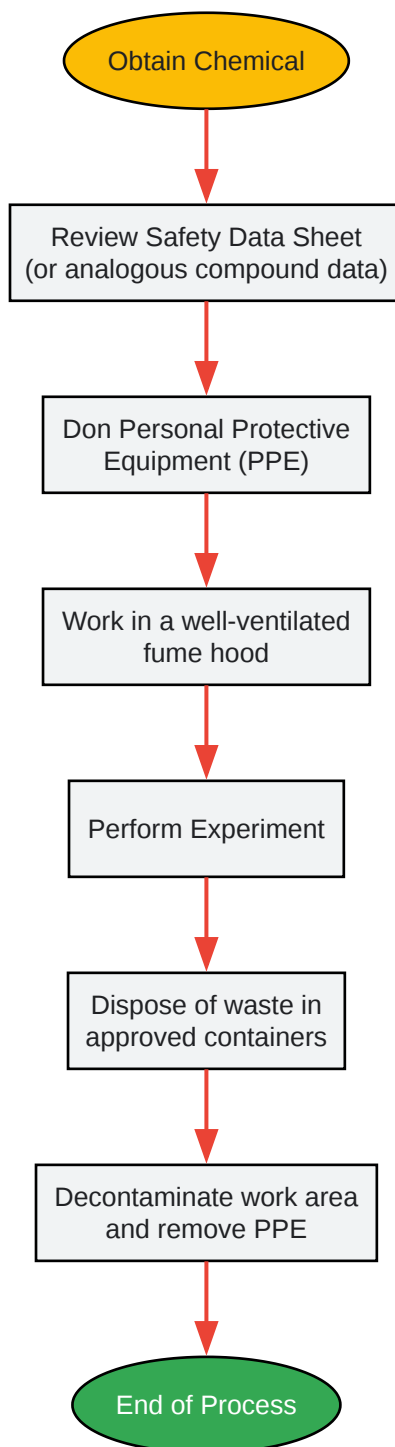 Obtain Chemical
Review Safety Data Sheet
(or analogous compound data)
Don Personal Protective
Equipment (PPE)
Work in a well-ventilated
fume hood
Perform Experiment
Dispose of waste in
approved containers
Decontaminate work area
and remove PPE
End of Process